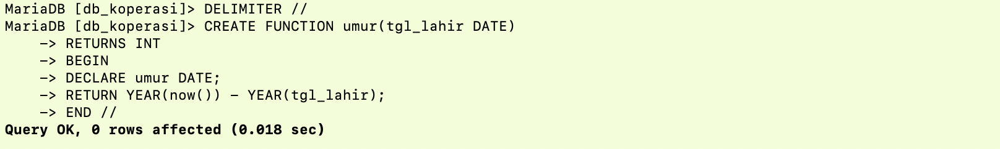 MariaDB [db_koperasi]> DELIMITER //
MariaDB [db_koperasi]> CREATE FUNCTION umur(tgl_lahir DATE)
    -> RETURNS INT
    -> BEGIN
    -> DECLARE umur DATE;
    -> RETURN YEAR(now()) - YEAR(tgl_lahir);
    -> END //
Query OK, 0 rows affected (0.018 sec)